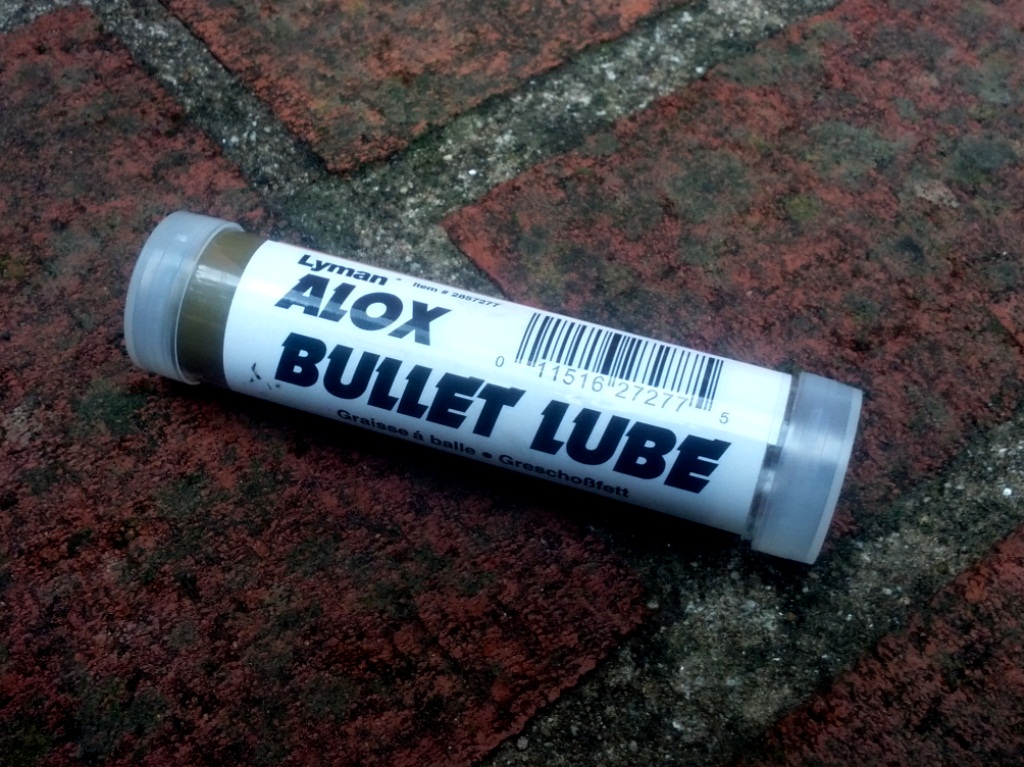 Lyman® Item # 2857277
ALOX
BULLET LUBE
Graisse á balle • Greschoßfett
0 11516 27277 5